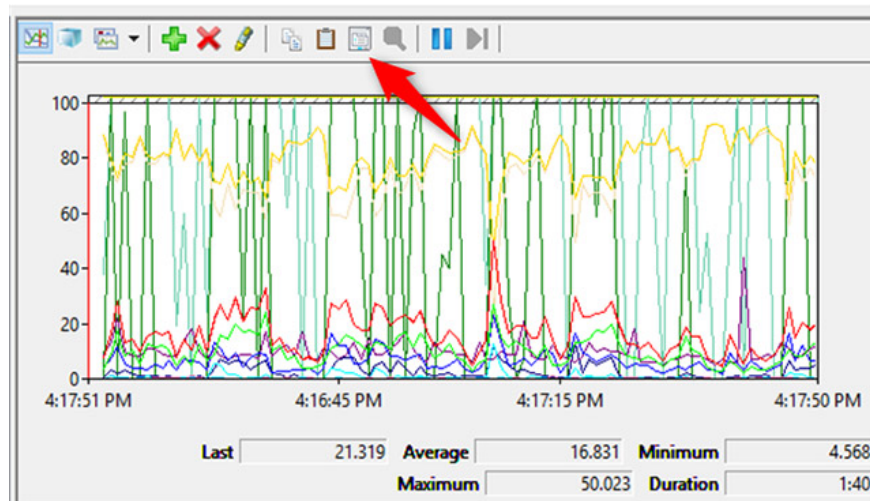 100
80
60
40
20
0
4:17:51 PM 4:16:45 PM 4:17:15 PM 4:17:50 PM
Last 21.319 Average 16.831 Minimum 4.568
Maximum 50.023 Duration 1:40